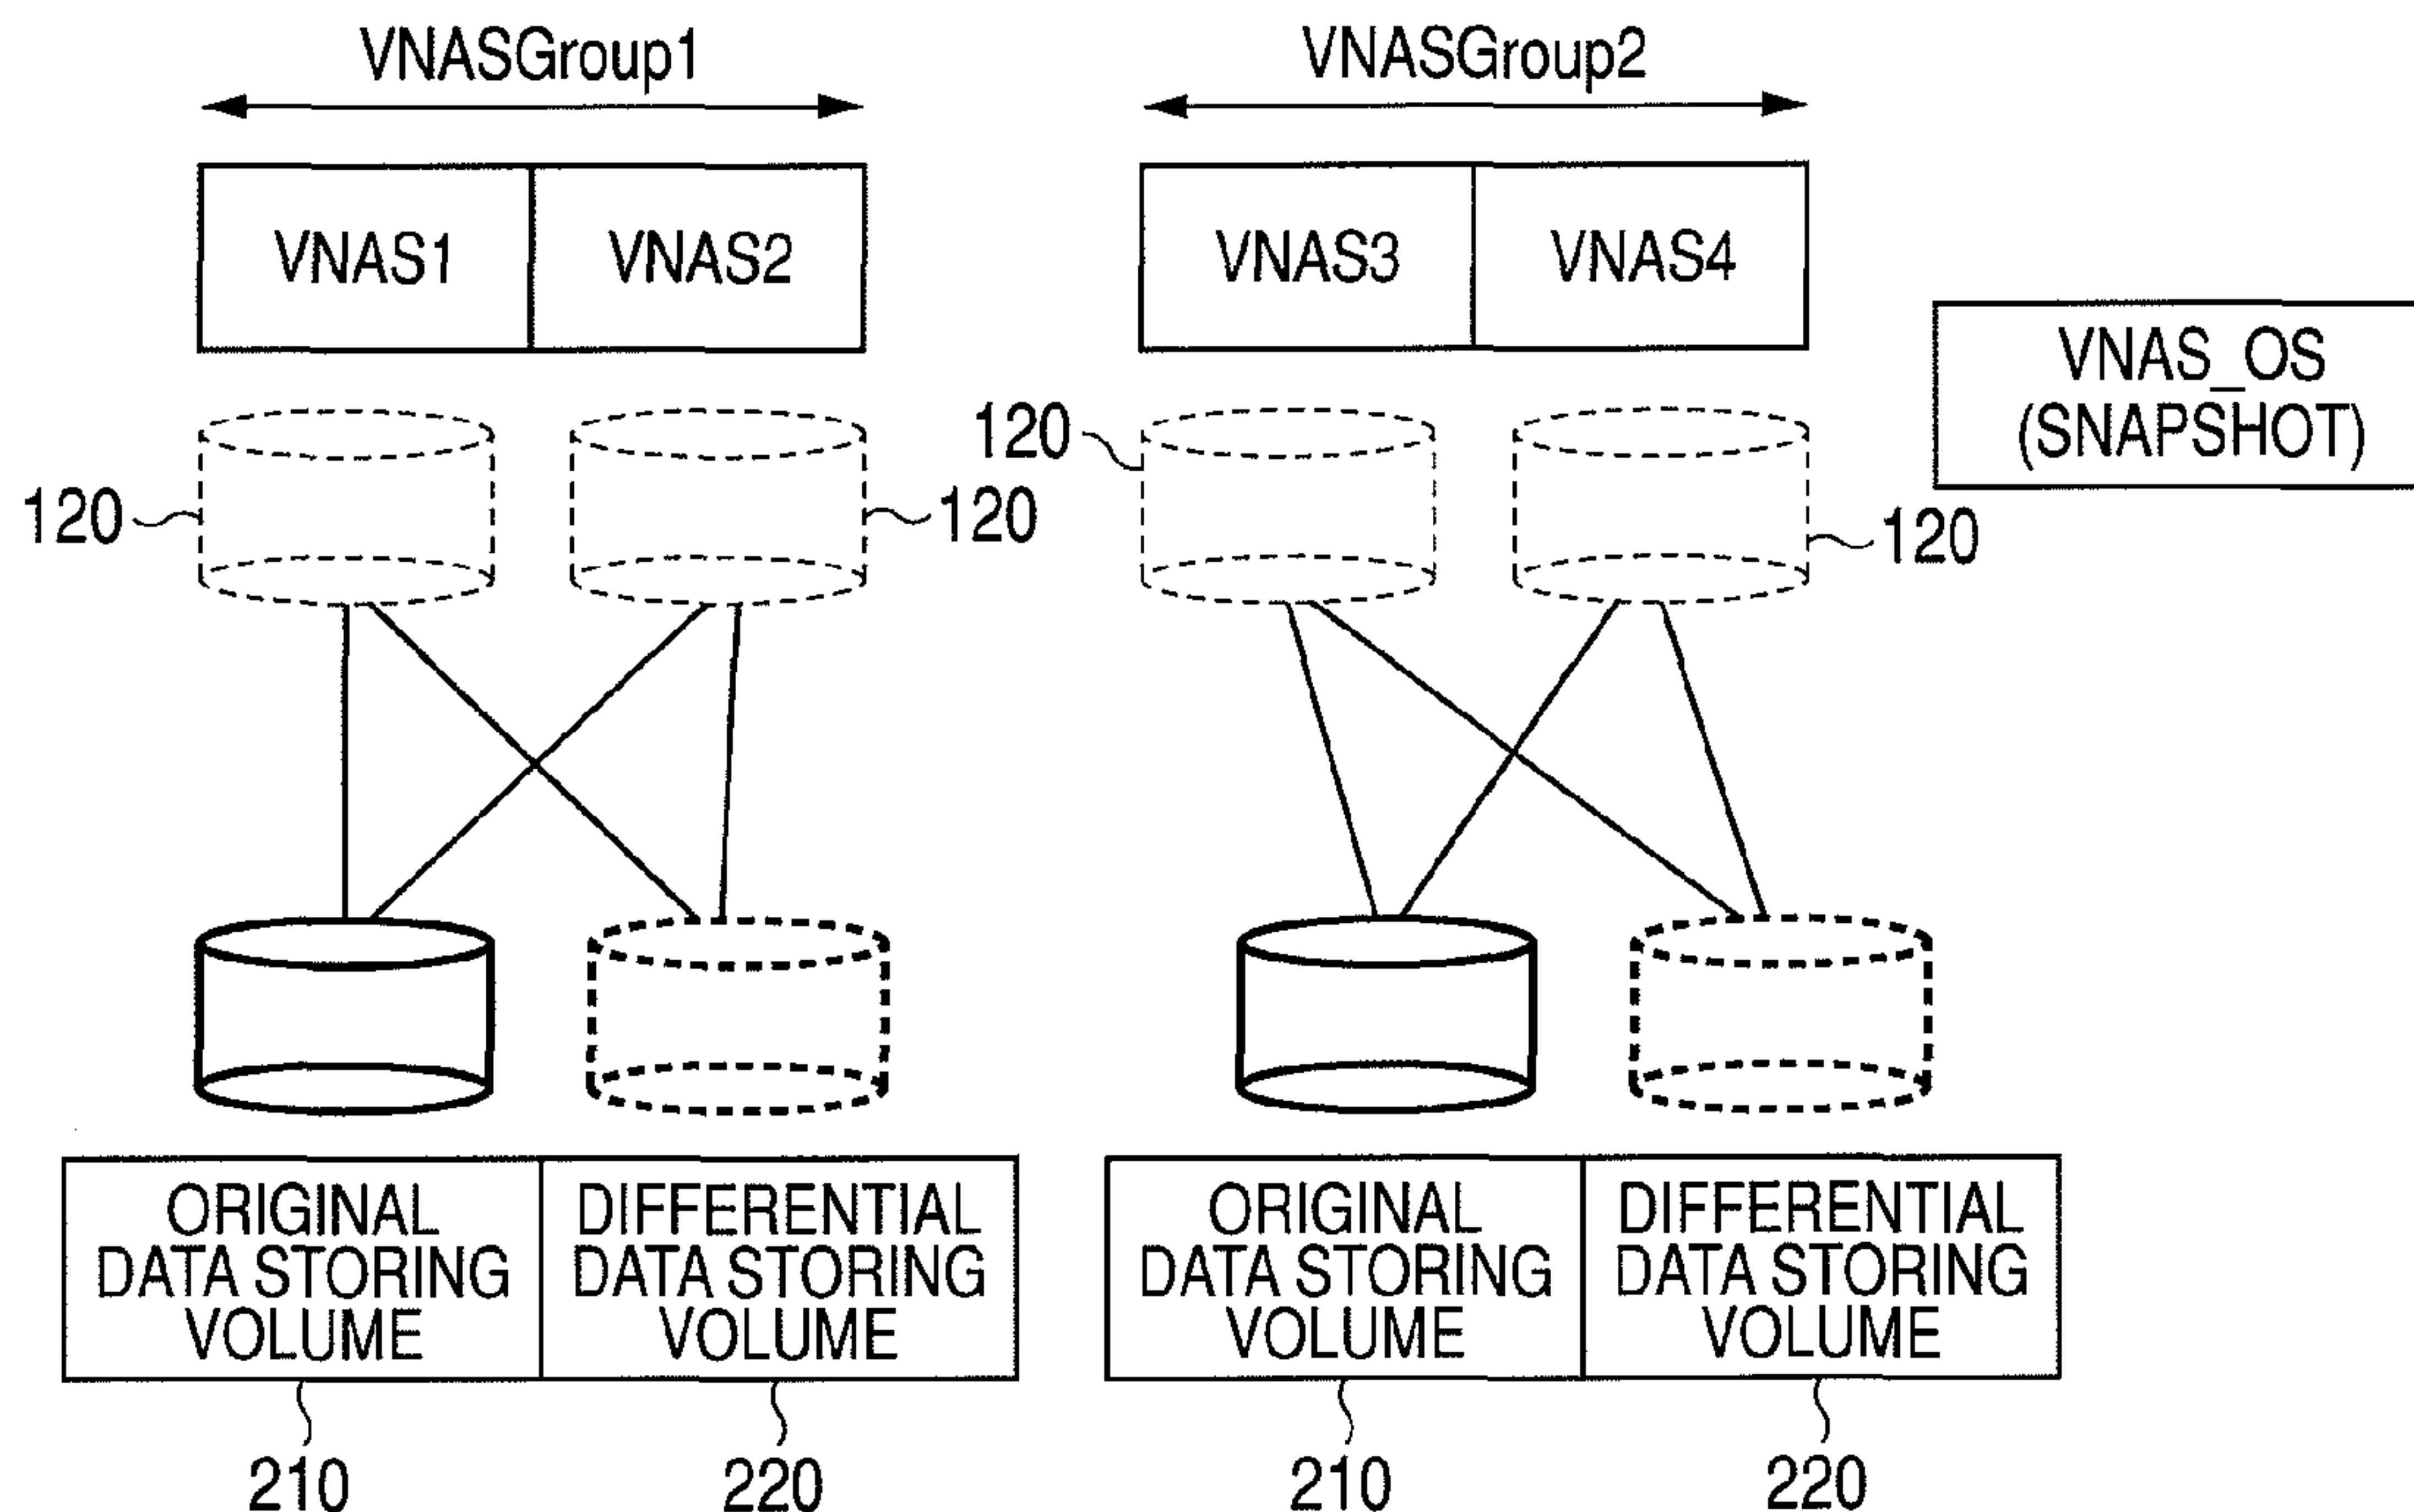 VNASGroup1
VNASGroup2
VNAS1
VNAS2
VNAS3
VNAS4
VNAS_OS
(SNAPSHOT)
120
120
120
120
ORIGINAL
DATA STORING
VOLUME
DIFFERENTIAL
DATA STORING
VOLUME
ORIGINAL
DATA STORING
VOLUME
DIFFERENTIAL
DATA STORING
VOLUME
210
220
210
220